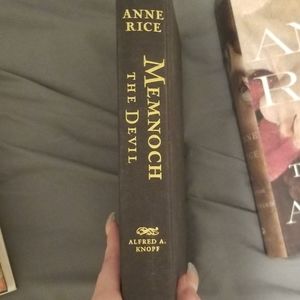 ANNE
RICE
MEMNOCH
THE DEVIL
ALFRED A.
KNOPF